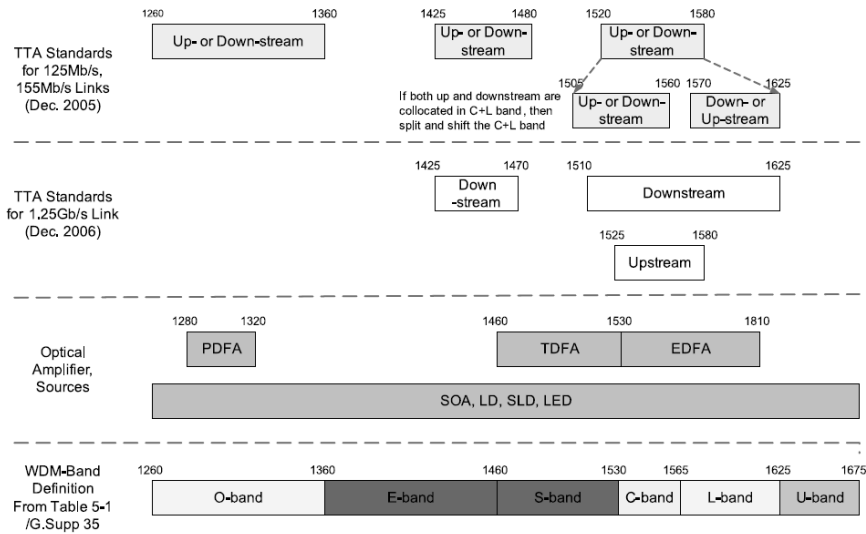 1260
1360
1425
1480
1520
1580
TTA Standards
for 125Mb/s,
155Mb/s Links
(Dec. 2005)
Up- or Down-stream
Up- or Down-
stream
Up- or Down-
stream
If both up and downstream are
collocated in C+L band, then
split and shift the C+L band
1505
1560
1570
1625
Up- or Down-
stream
Down- or
Up-stream
TTA Standards
for 1.25Gb/s Link
(Dec. 2006)
1425
1470
1510
1625
Down
-stream
Downstream
1525
1580
Upstream
Optical
Amplifier,
Sources
1280
1320
1460
1530
1810
PDFA
TDFA
EDFA
SOA, LD, SLD, LED
WDM-Band
Definition
From Table 5-1
/G.Supp 35
1260
1360
1460
1530
1565
1625
1675
O-band
E-band
S-band
C-band
L-band
U-band